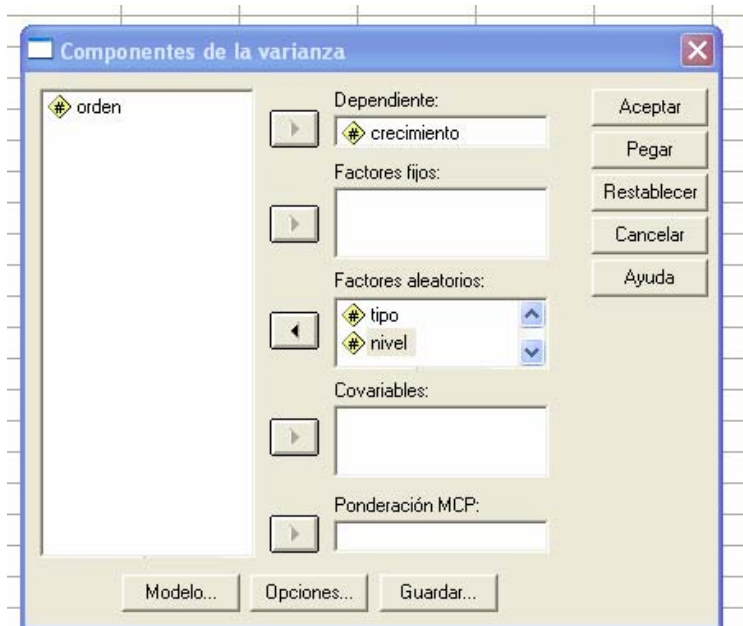 Componentes de la varianza
orden
Dependiente:
crecimiento
Factores fijos:
Factores aleatorios:
tipo
nivel
Covariables:
Ponderación MCP:
Aceptar
Pegar
Restablecer
Cancelar
Ayuda
Modelo...
Opciones...
Guardar...